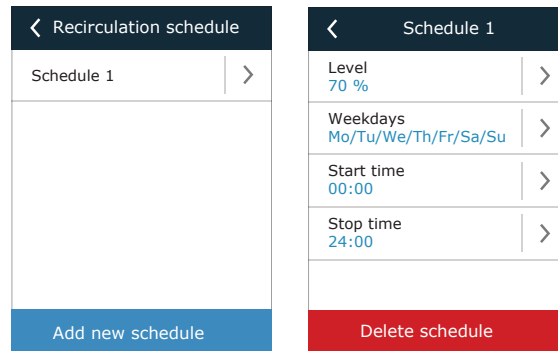 Recirculation schedule
Schedule 1
Add new schedule
Schedule 1
Level
70 %
Weekdays
Mo/Tu/We/Th/Fr/Sa/Su
Start time
00:00
Stop time
24:00
Delete schedule